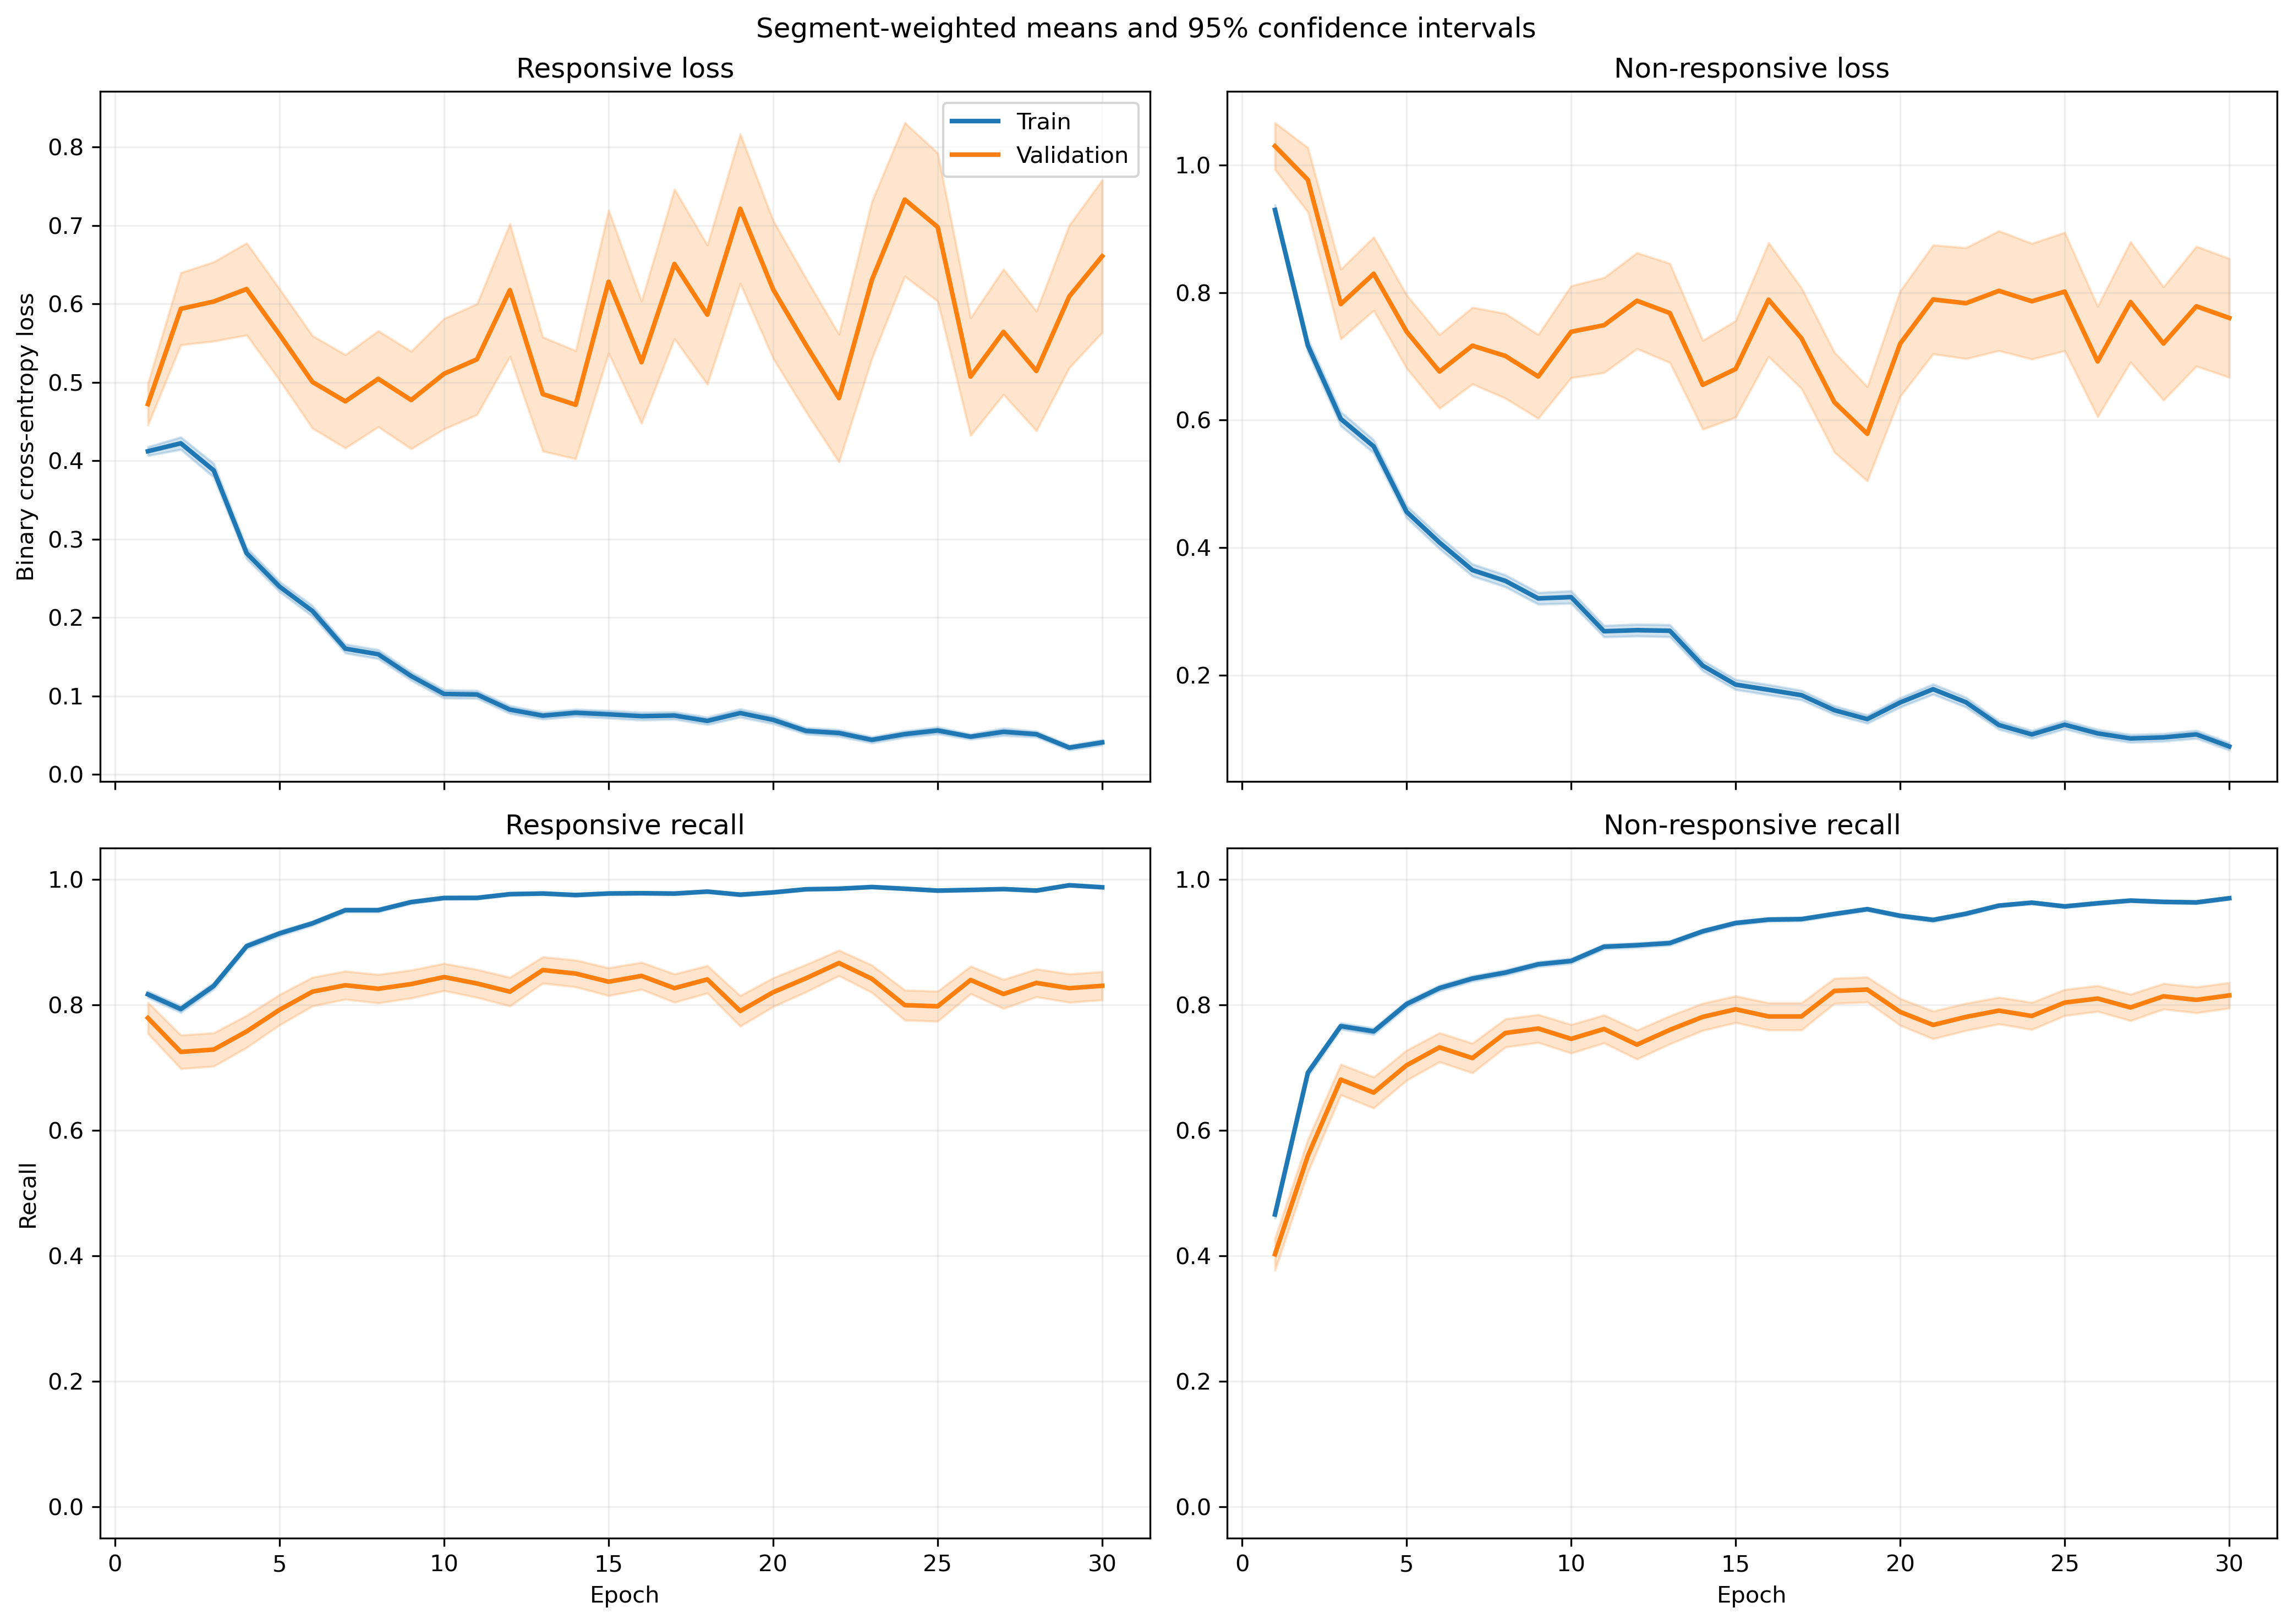 Segment-weighted means and 95% confidence intervals
Responsive loss
Non-responsive loss
Train
Validation
Binary cross-entropy loss
0.8
0.7
0.6
0.5
0.4
0.3
0.2
0.1
0.0
1.0
0.8
0.6
0.4
0.2
Responsive recall
Non-responsive recall
Recall
1.0
0.8
0.6
0.4
0.2
0.0
0 5 10 15 20 25 30
Epoch
1.0
0.8
0.6
0.4
0.2
0.0
0 5 10 15 20 25 30
Epoch